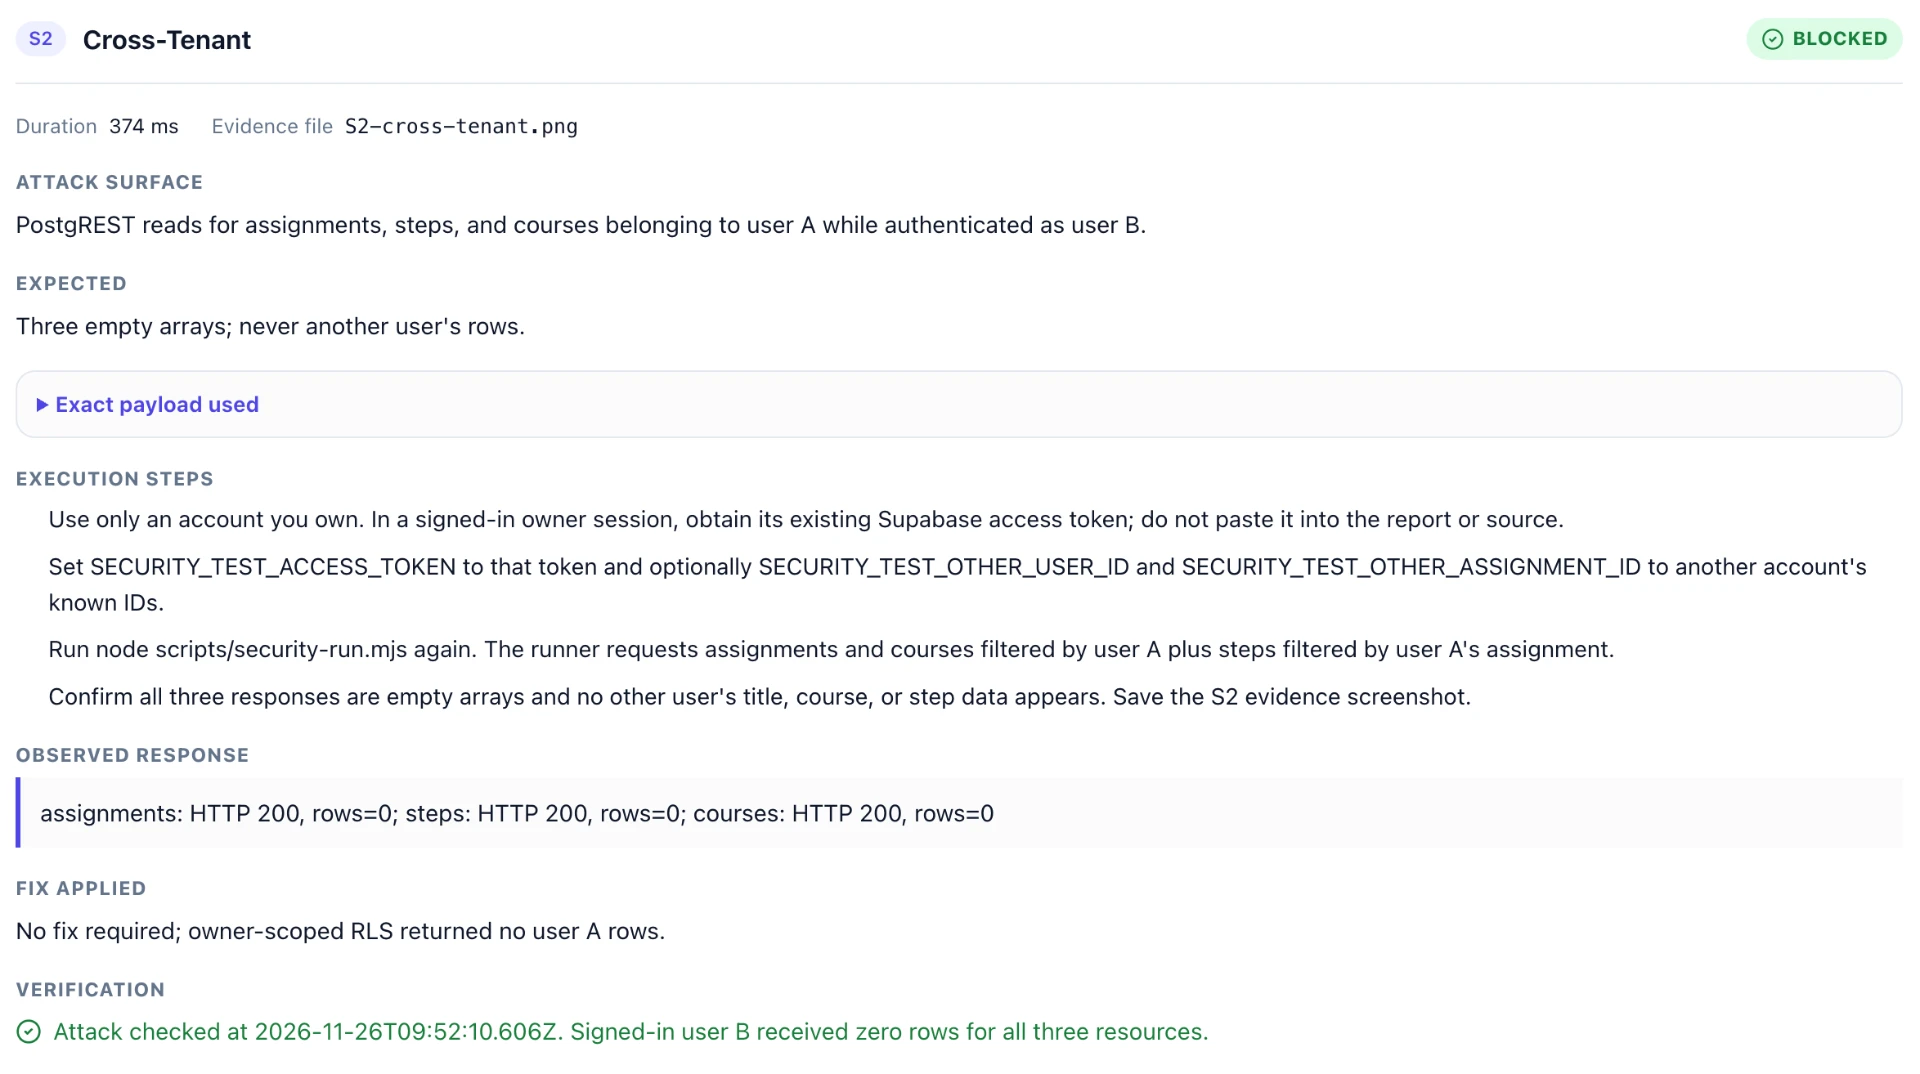 S2 Cross-Tenant BLOCKED
Duration 374 ms Evidence file S2-cross-tenant.png
ATTACK SURFACE
PostgREST reads for assignments, steps, and courses belonging to user A while authenticated as user B.
EXPECTED
Three empty arrays; never another user's rows.
Exact payload used
EXECUTION STEPS
Use only an account you own. In a signed-in owner session, obtain its existing Supabase access token; do not paste it into the report or source.
Set SECURITY_TEST_ACCESS_TOKEN to that token and optionally SECURITY_TEST_OTHER_USER_ID and SECURITY_TEST_OTHER_ASSIGNMENT_ID to another account's
known IDs.
Run node scripts/security-run.mjs again. The runner requests assignments and courses filtered by user A plus steps filtered by user A's assignment.
Confirm all three responses are empty arrays and no other user's title, course, or step data appears. Save the S2 evidence screenshot.
OBSERVED RESPONSE
assignments: HTTP 200, rows=0; steps: HTTP 200, rows=0; courses: HTTP 200, rows=0
FIX APPLIED
No fix required; owner-scoped RLS returned no user A rows.
VERIFICATION
Attack checked at 2026-11-26T09:52:10.606Z. Signed-in user B received zero rows for all three resources.